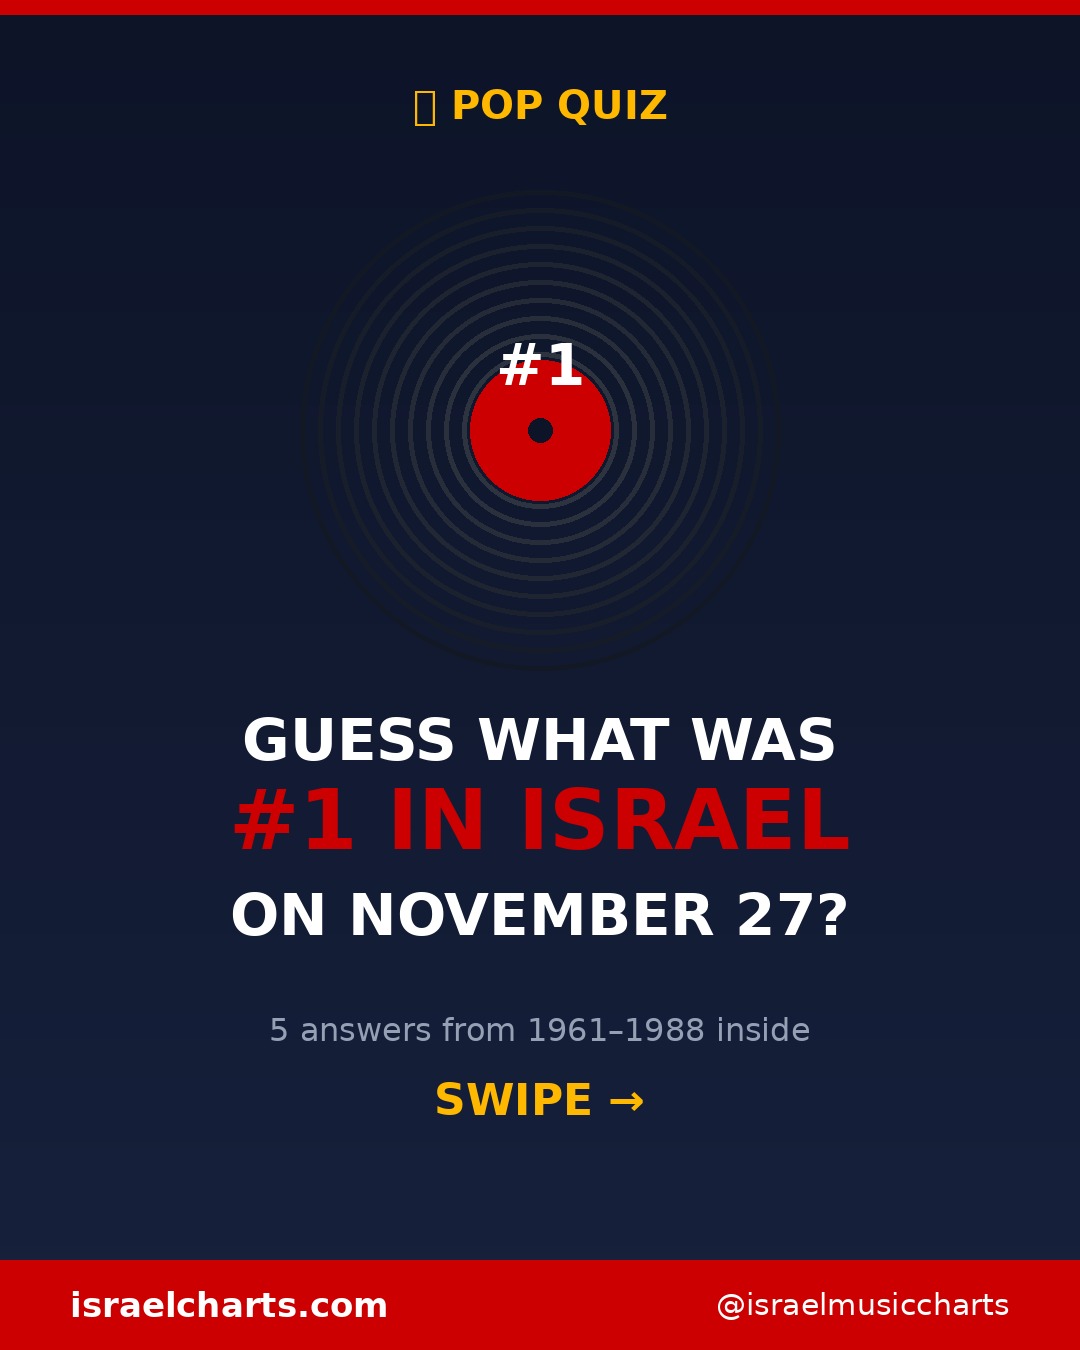 POP QUIZ
#1
GUESS WHAT WAS
#1 IN ISRAEL
ON NOVEMBER 27?
5 answers from 1961–1988 inside
SWIPE →
israelcharts.com
@israelmusiccharts